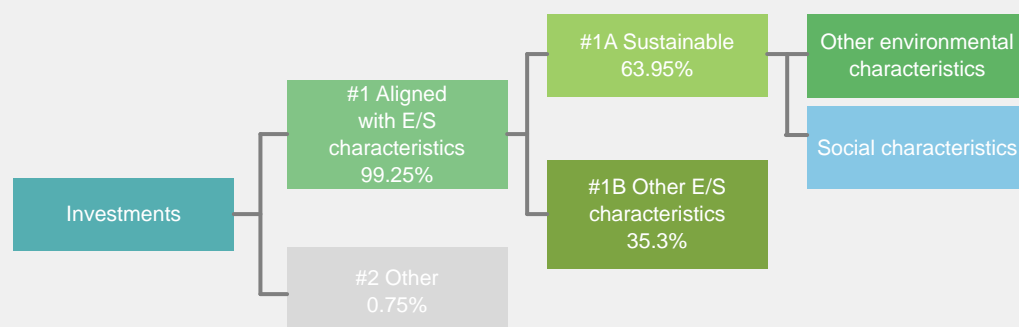 Investments
#1 Aligned
with E/S
characteristics
99.25%
#2 Other
0.75%
#1A Sustainable
63.95%
#1B Other E/S
characteristics
35.3%
Other environmental
characteristics
Social characteristics